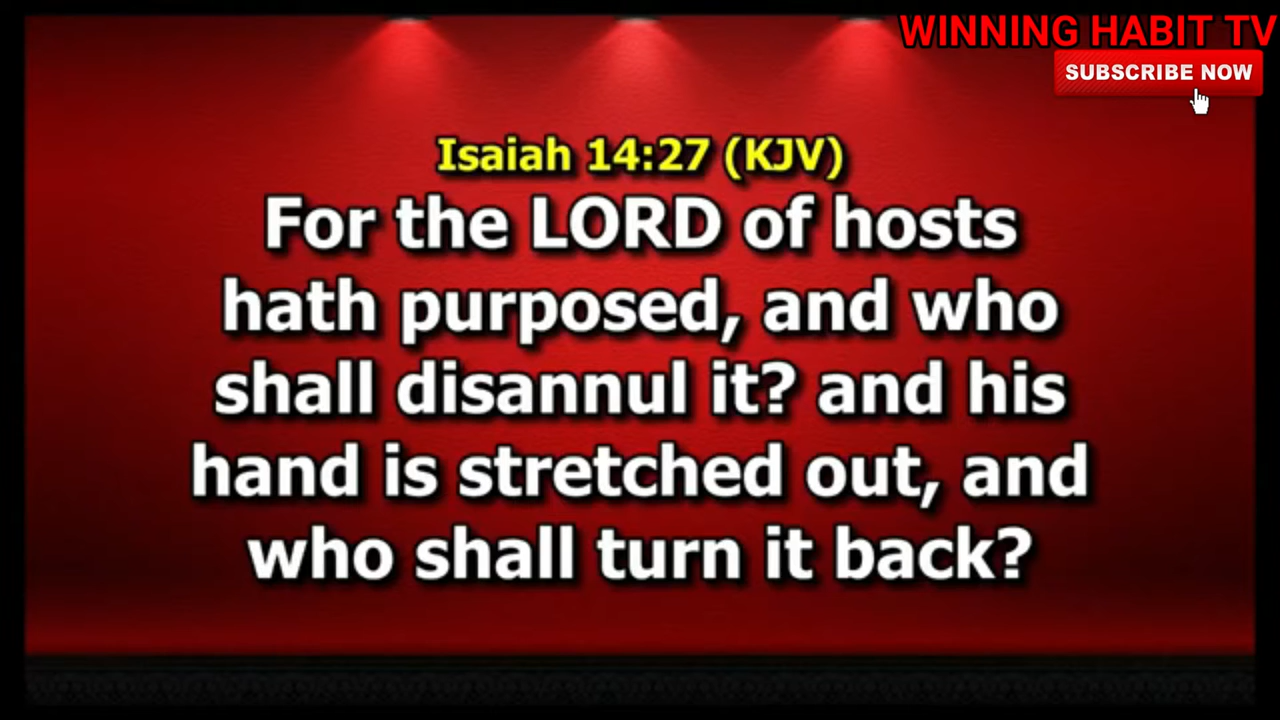 WINNING HABIT TV
SUBSCRIBE NOW
Isaiah 14:27 (KJV)
For the LORD of hosts
hath purposed, and who
shall disannul it? and his
hand is stretched out, and
who shall turn it back?